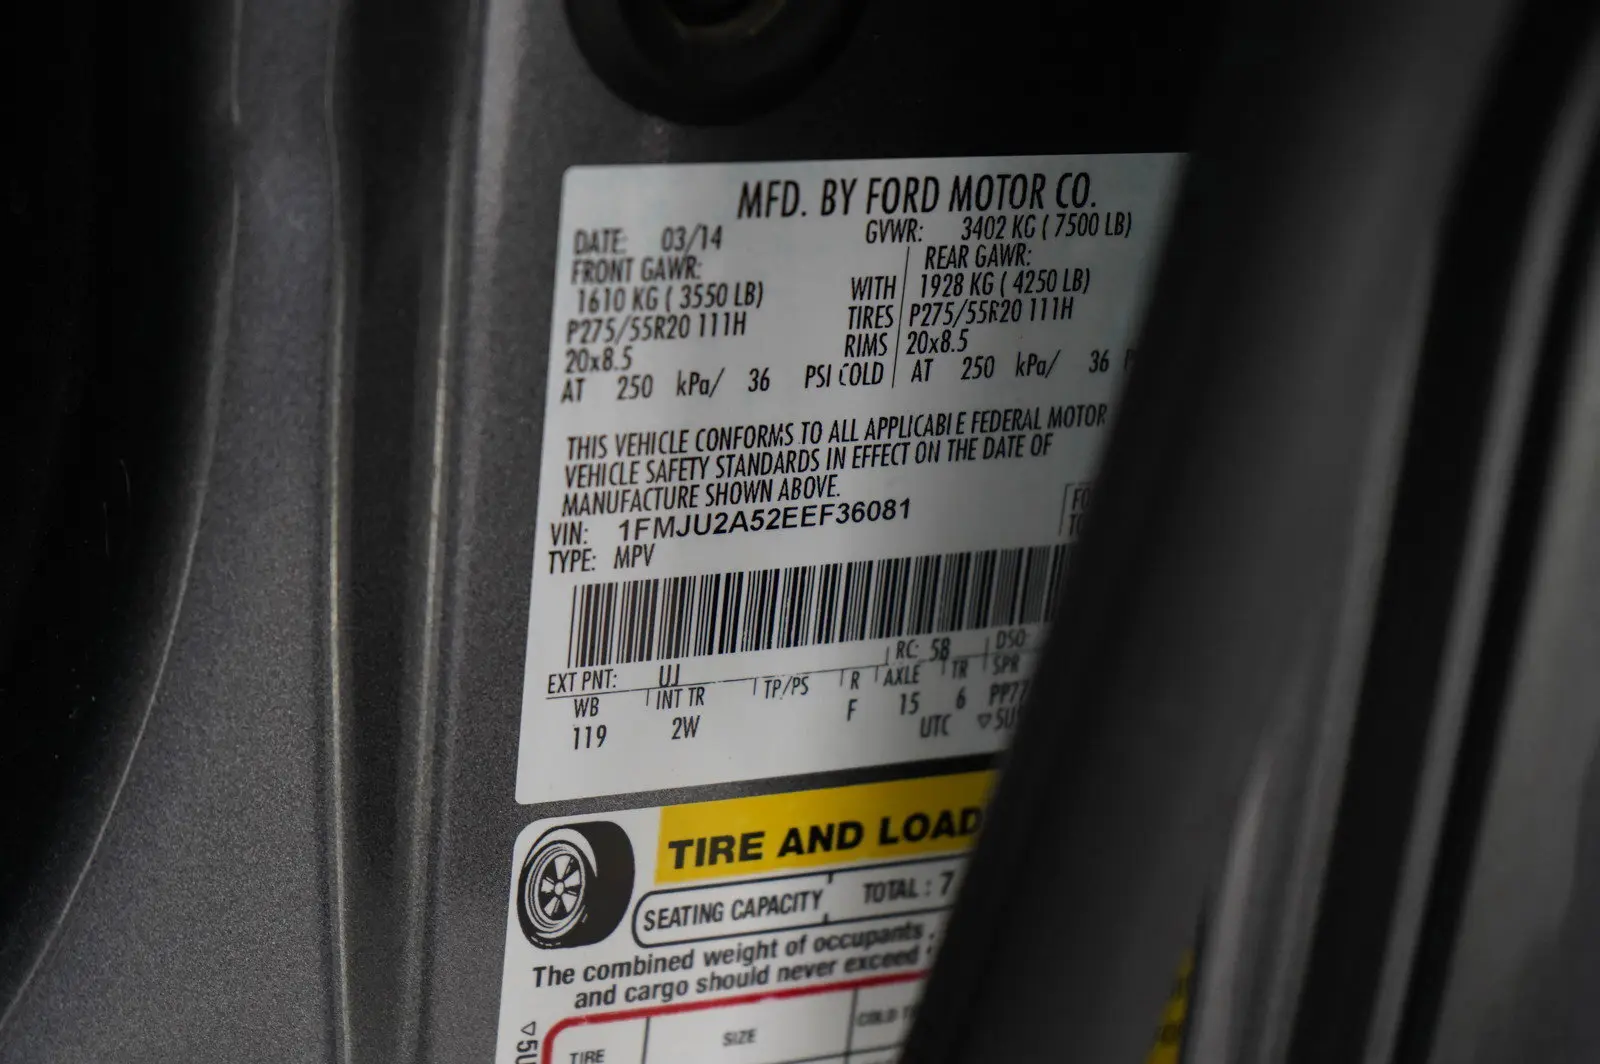 MFD. BY FORD MOTOR CO.
DATE: 03/14 GVWR: 3402 KG ( 7500 LB)
FRONT GAWR: REAR GAWR:
1610 KG ( 3550 LB) WITH 1928 KG ( 4250 LB)
P275/55R20 111H TIRES P275/55R20 111H
20x8.5 RIMS 20x8.5
AT 250 kPa/ 36 PSI COLD AT 250 kPa/ 36
THIS VEHICLE CONFORMS TO ALL APPLICABLE FEDERAL MOTOR
VEHICLE SAFETY STANDARDS IN EFFECT ON THE DATE OF
MANUFACTURE SHOWN ABOVE.
VIN: 1FMJU2A52EEF36081
TYPE: MPV
EXT PNT: UJ RC: 58 DSO:
WB INT TR TP/PS R AXLE TR SPR
119 2W F 15 6 PP77
UTC
TIRE AND LOAD
SEATING CAPACITY TOTAL : 7
The combined weight of occupants
and cargo should never exceed
TIRE SIZE COLD